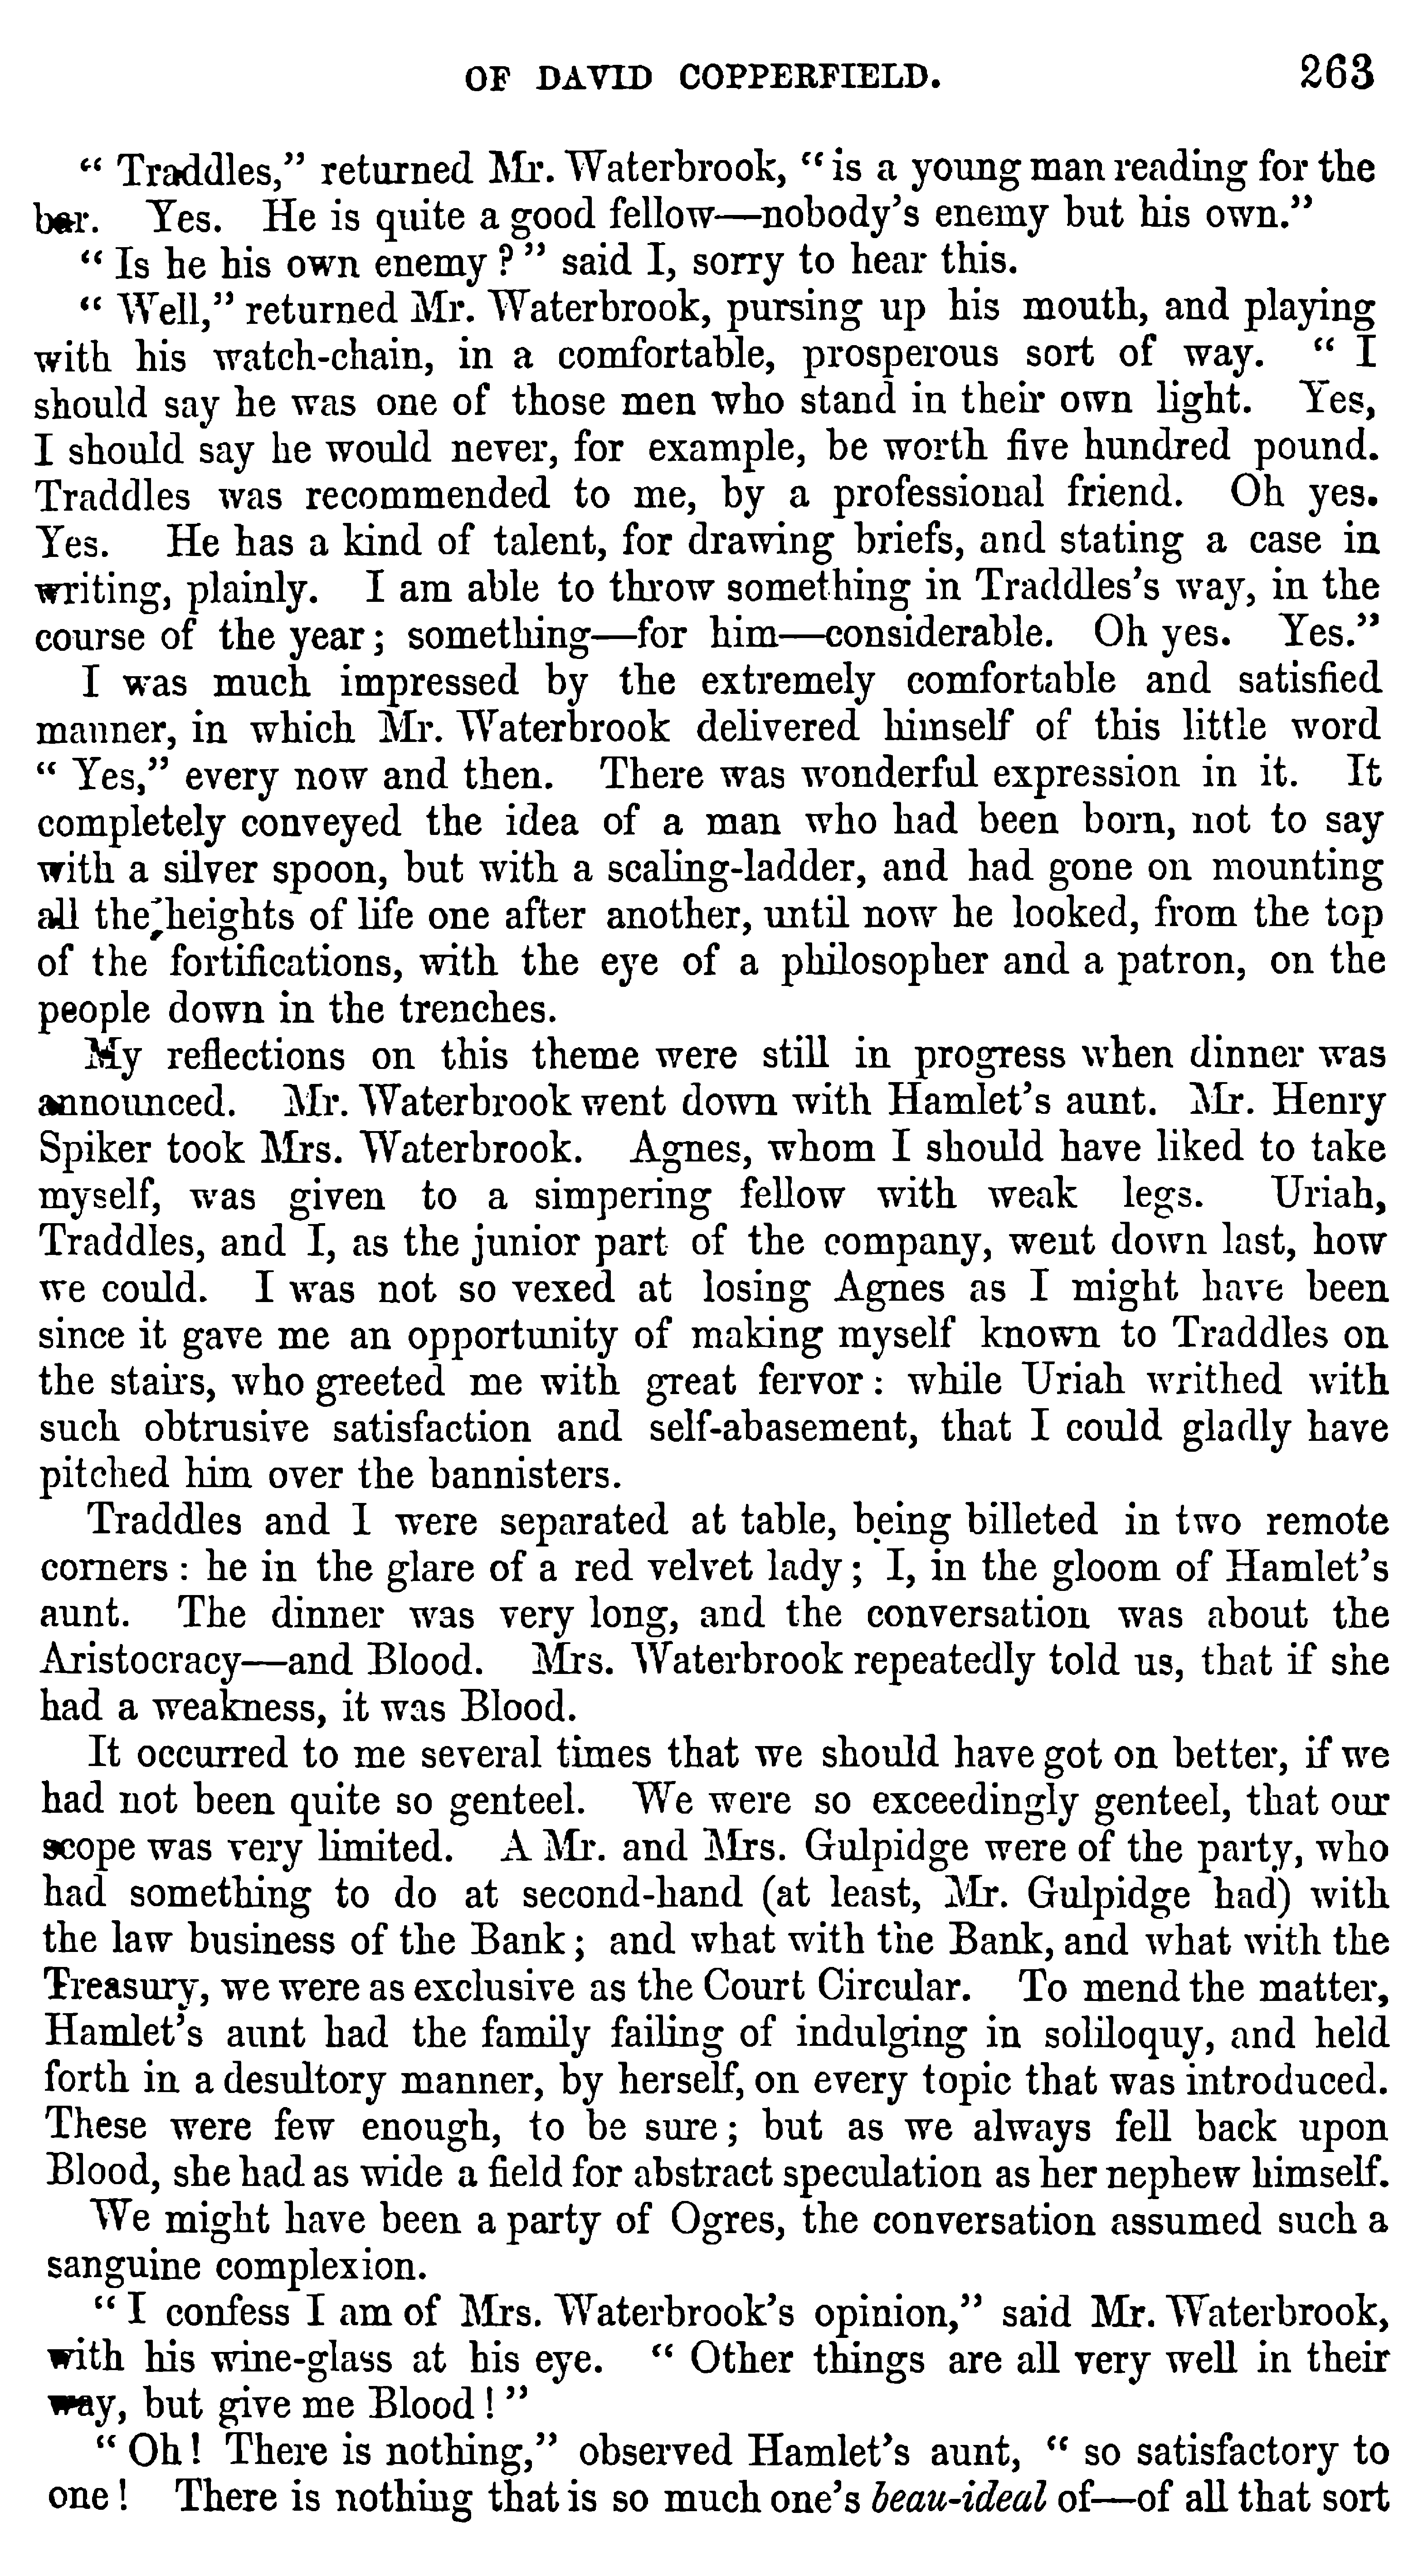 OF DAVID COPPERFIELD. 263
“ Traddles,” returned Mr. Waterbrook, “ is a young man reading for the
bar. Yes. He is quite a good fellow—nobody’s enemy but his own.”
“ Is he his own enemy ? ” said I, sorry to hear this.
“ Well,” returned Mr. Waterbrook, pursing up his mouth, and playing
with his watch-chain, in a comfortable, prosperous sort of way. “ I
should say he was one of those men who stand in their own light. Yes,
I should say he would never, for example, be worth five hundred pound.
Traddles was recommended to me, by a professional friend. Oh yes.
Yes. He has a kind of talent, for drawing briefs, and stating a case in
writing, plainly. I am able to throw something in Traddles’s way, in the
course of the year ; something—for him—considerable. Oh yes. Yes.”
I was much impressed by the extremely comfortable and satisfied
manner, in which Mr. Waterbrook delivered himself of this little word
“ Yes,” every now and then. There was wonderful expression in it. It
completely conveyed the idea of a man who had been born, not to say
with a silver spoon, but with a scaling-ladder, and had gone on mounting
all the heights of life one after another, until now he looked, from the top
of the fortifications, with the eye of a philosopher and a patron, on the
people down in the trenches.
My reflections on this theme were still in progress when dinner was
announced. Mr. Waterbrook went down with Hamlet’s aunt. Mr. Henry
Spiker took Mrs. Waterbrook. Agnes, whom I should have liked to take
myself, was given to a simpering fellow with weak legs. Uriah,
Traddles, and I, as the junior part of the company, went down last, how
we could. I was not so vexed at losing Agnes as I might have been
since it gave me an opportunity of making myself known to Traddles on
the stairs, who greeted me with great fervor : while Uriah writhed with
such obtrusive satisfaction and self-abasement, that I could gladly have
pitched him over the bannisters.
Traddles and I were separated at table, being billeted in two remote
corners : he in the glare of a red velvet lady ; I, in the gloom of Hamlet’s
aunt. The dinner was very long, and the conversation was about the
Aristocracy—and Blood. Mrs. Waterbrook repeatedly told us, that if she
had a weakness, it was Blood.
It occurred to me several times that we should have got on better, if we
had not been quite so genteel. We were so exceedingly genteel, that our
scope was very limited. A Mr. and Mrs. Gulpidge were of the party, who
had something to do at second-hand (at least, Mr. Gulpidge had) with
the law business of the Bank ; and what with the Bank, and what with the
Treasury, we were as exclusive as the Court Circular. To mend the matter,
Hamlet’s aunt had the family failing of indulging in soliloquy, and held
forth in a desultory manner, by herself, on every topic that was introduced.
These were few enough, to be sure ; but as we always fell back upon
Blood, she had as wide a field for abstract speculation as her nephew himself.
We might have been a party of Ogres, the conversation assumed such a
sanguine complexion.
“ I confess I am of Mrs. Waterbrook’s opinion,” said Mr. Waterbrook,
with his wine-glass at his eye. “ Other things are all very well in their
way, but give me Blood ! ”
“ Oh ! There is nothing,” observed Hamlet’s aunt, “ so satisfactory to
one ! There is nothing that is so much one’s beau-ideal of—of all that sort